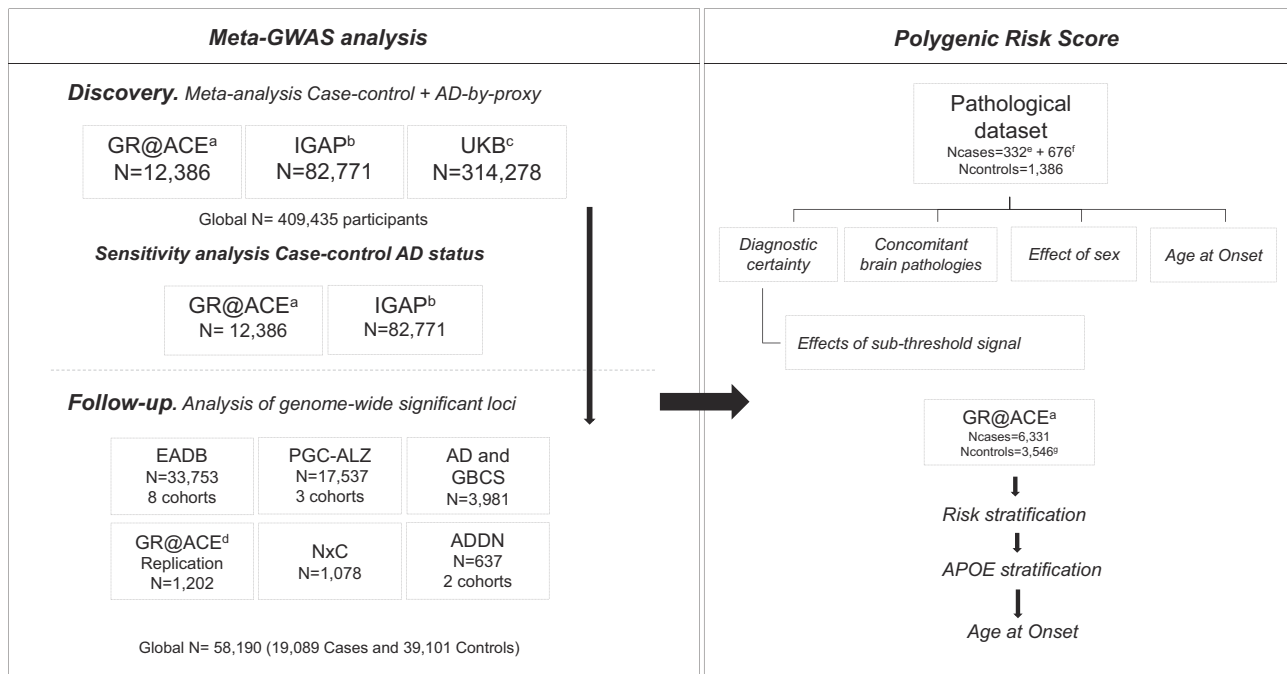 Meta-GWAS analysis
Discovery. Meta-analysis Case-control + AD-by-proxy
GR@ACEᵃ
N=12,386
IGAPᵇ
N=82,771
UKBᶜ
N=314,278
Global N= 409,435 participants
Sensitivity analysis Case-control AD status
GR@ACEᵃ
N= 12,386
IGAPᵇ
N=82,771
Follow-up. Analysis of genome-wide significant loci
EADB
N=33,753
8 cohorts
PGC-ALZ
N=17,537
3 cohorts
AD and
GBCS
N=3,981
GR@ACEᵈ
Replication
N=1,202
NxC
N=1,078
ADDN
N=637
2 cohorts
Global N= 58,190 (19,089 Cases and 39,101 Controls)
Polygenic Risk Score
Pathological
dataset
Ncases=332ᵉ + 676ᶠ
Ncontrols=1,386
Diagnostic
certainty
Concomitant
brain pathologies
Effect of sex
Age at Onset
Effects of sub-threshold signal
GR@ACEᵃ
Ncases=6,331
Ncontrols=3,546ᵍ
Risk stratification
APOE stratification
Age at Onset